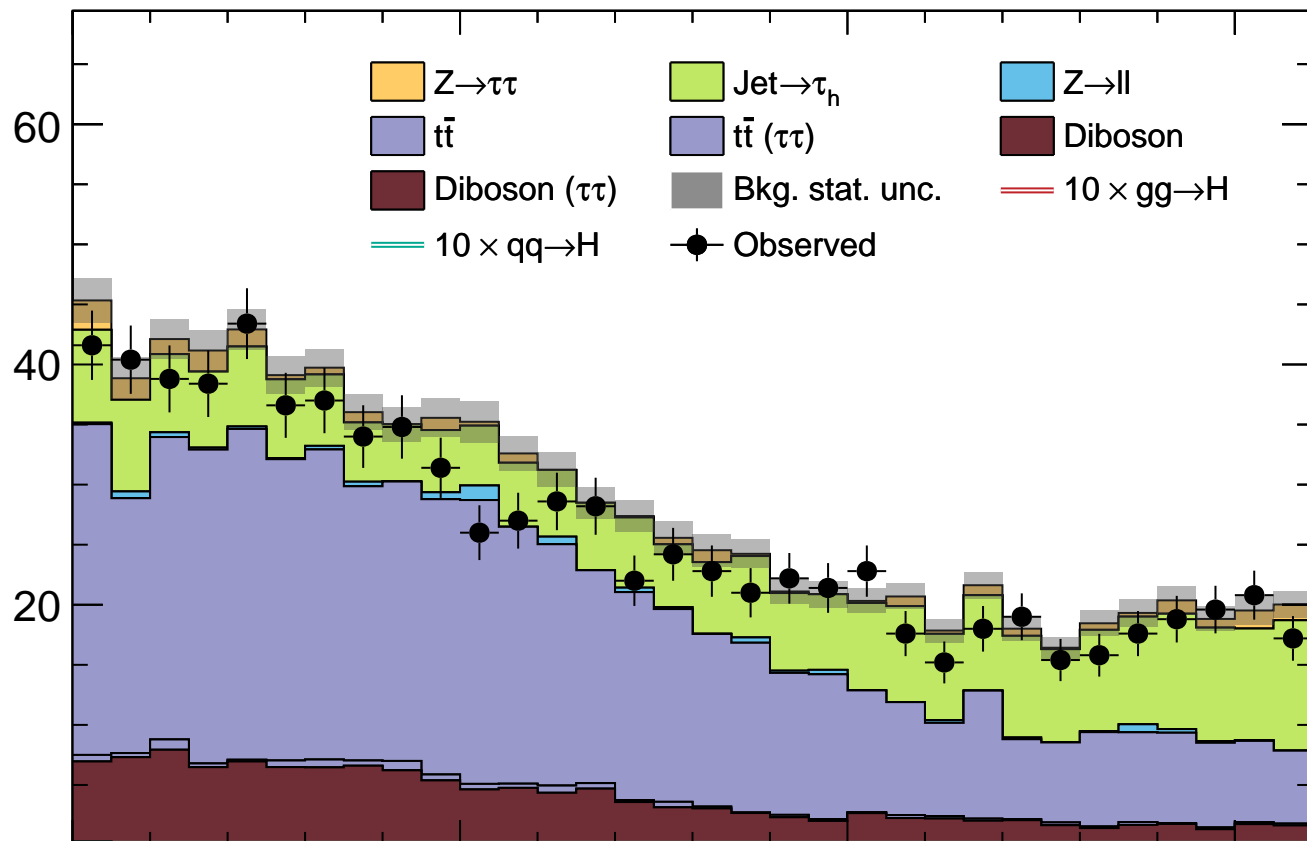 Z→ττ Jet→τₕ Z→ll
60
tt̄ tt̄ (ττ) Diboson
Diboson (ττ) Bkg. stat. unc. 10 × gg→H
10 × qq→H Observed
40
20